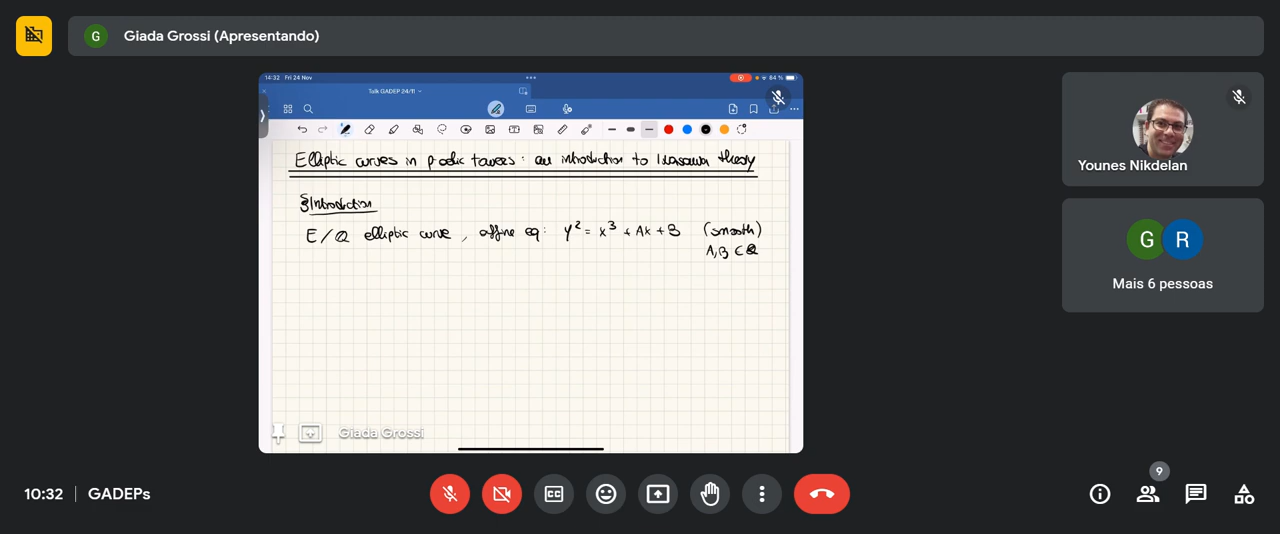 Giada Grossi (Apresentando)
14:32 Fri 24 Nov
84 %
Talk GADEP 24/11
Elliptic curves in p-adic towers: an introduction to Iwasawa theory
§Introduction
E/Q elliptic curve, affine eq: y² = x³ + Ax + B (smooth)
A,B ∈ Q
Giada Grossi
Younes Nikdelan
G R
Mais 6 pessoas
10:32 | GADEPs
9